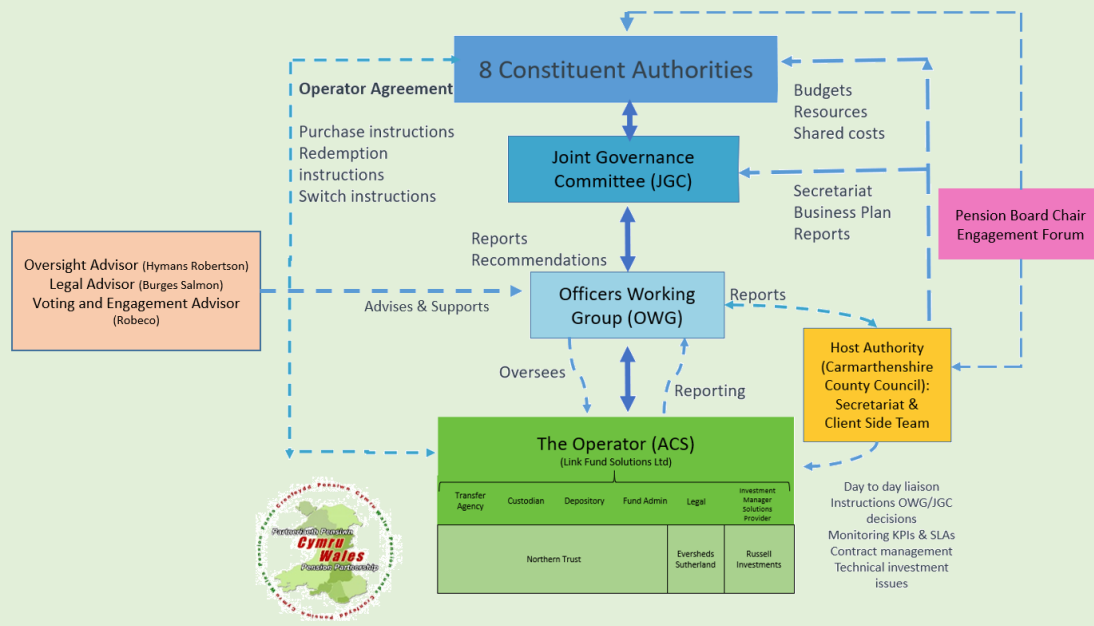 8 Constituent Authorities
Operator Agreement
Purchase instructions
Redemption
instructions
Switch instructions
Budgets
Resources
Shared costs
Joint Governance
Committee (JGC)
Secretariat
Business Plan
Reports
Pension Board Chair
Engagement Forum
Reports
Recommendations
Oversight Advisor (Hymans Robertson)
Legal Advisor (Burges Salmon)
Voting and Engagement Advisor
(Robeco)
Advises & Supports
Officers Working
Group (OWG)
Reports
Host Authority
(Carmarthenshire
County Council):
Secretariat &
Client Side Team
Oversees
Reporting
The Operator (ACS)
(Link Fund Solutions Ltd)
Transfer
Agency
Custodian
Depository
Fund Admin
Legal
Investment
Manager
Solutions
Provider
Northern Trust
Eversheds
Sutherland
Russell
Investments
Day to day liaison
Instructions OWG/JGC
decisions
Monitoring KPIs & SLAs
Contract management
Technical investment
issues
Partneriaeth Pensiwn
Cymru
Wales
Pension Partnership